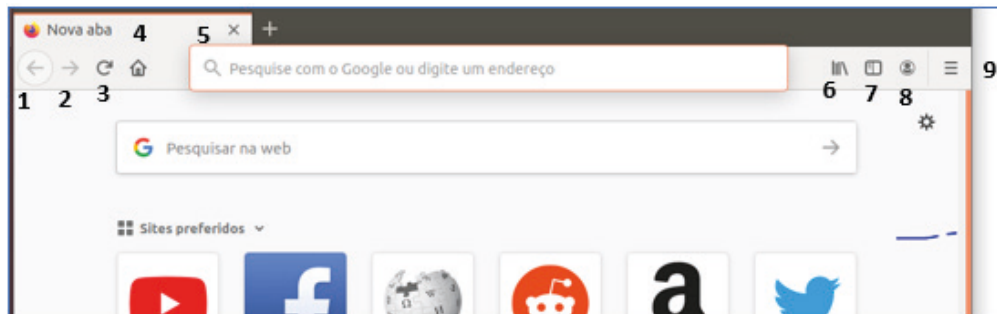 Nova aba 4 5
Pesquise com o Google ou digite um endereço
9
1 2 3 6 7 8
G Pesquisar na web
Sites preferidos
f a